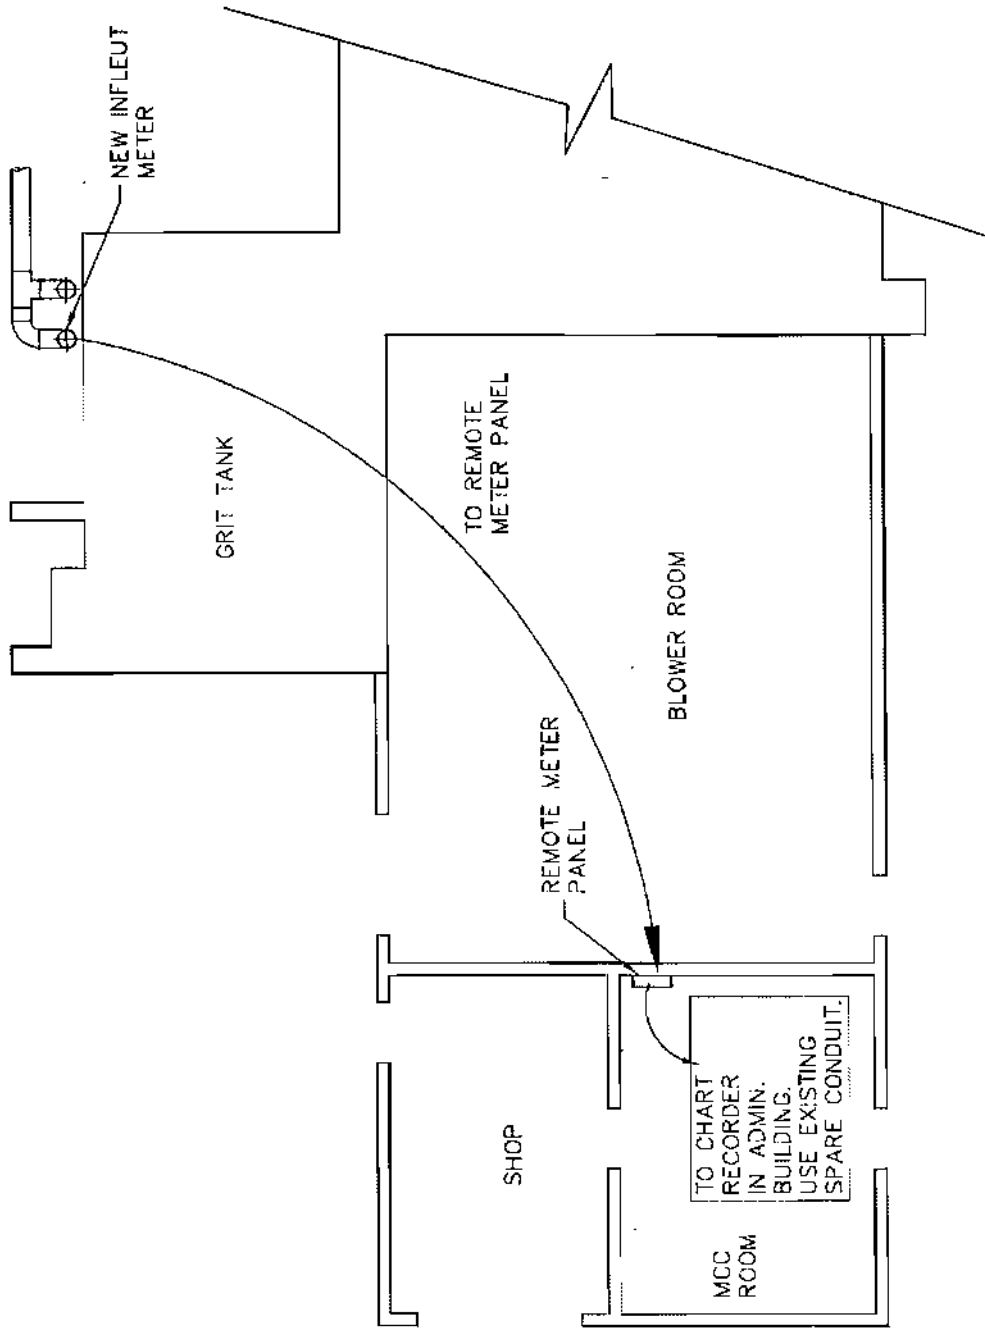 NEW INFLEUT
METER
GRIT TANK
TO REMOTE
METER PANEL
BLOWER ROOM
REMOTE METER
PANEL
SHOP
TO CHART
RECORDER
IN ADMIN.
BUILDING.
USE EXISTING
SPARE CONDUIT.
MCC
ROOM